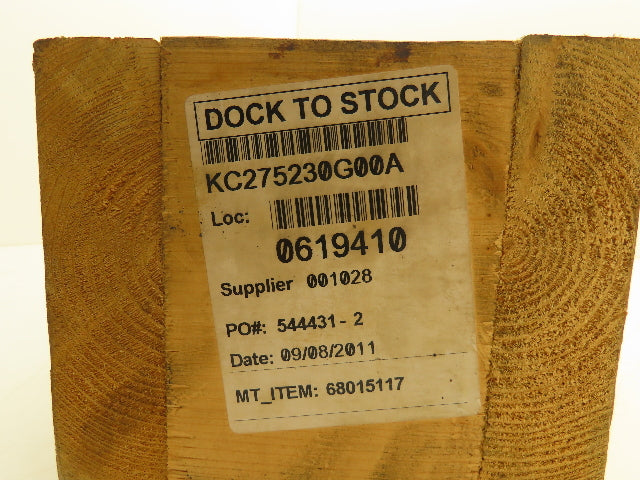 DOCK TO STOCK
KC275230G00A
Loc:
0619410
Supplier 001028
PO#: 544431 - 2
Date: 09/08/2011
MT_ITEM: 68015117